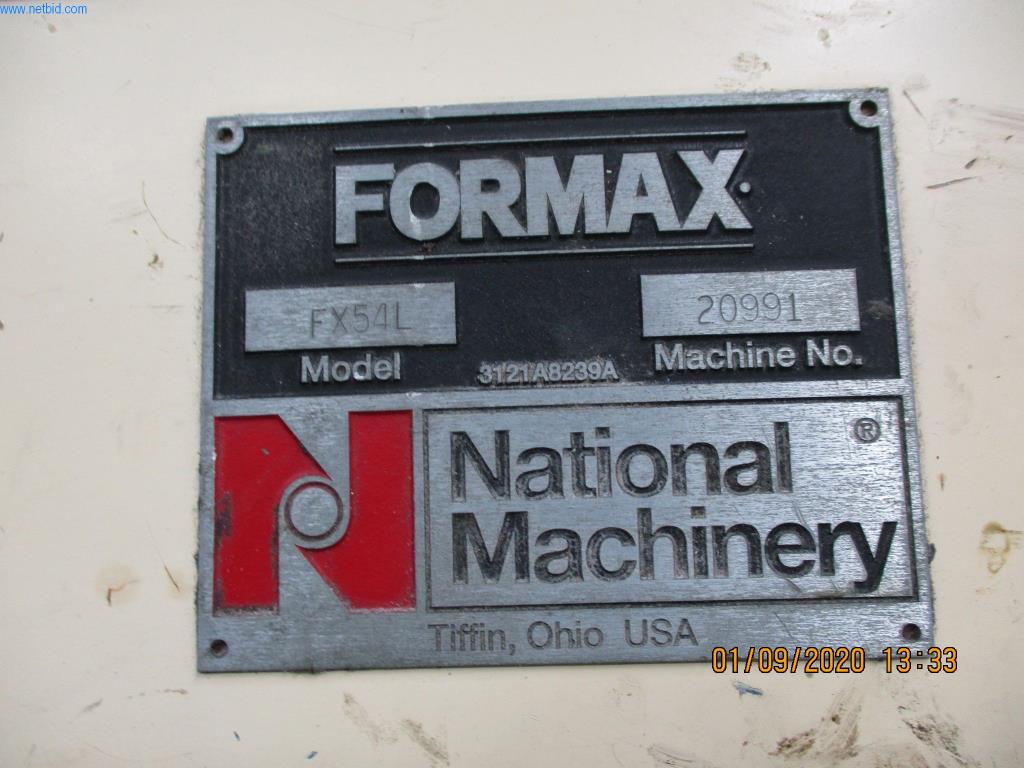 www.netbid.com
FORMAX.
FX54L 20991
Model 3121A8239A Machine No.
National ®
Machinery
Tiffin, Ohio USA
01/09/2020 13:33